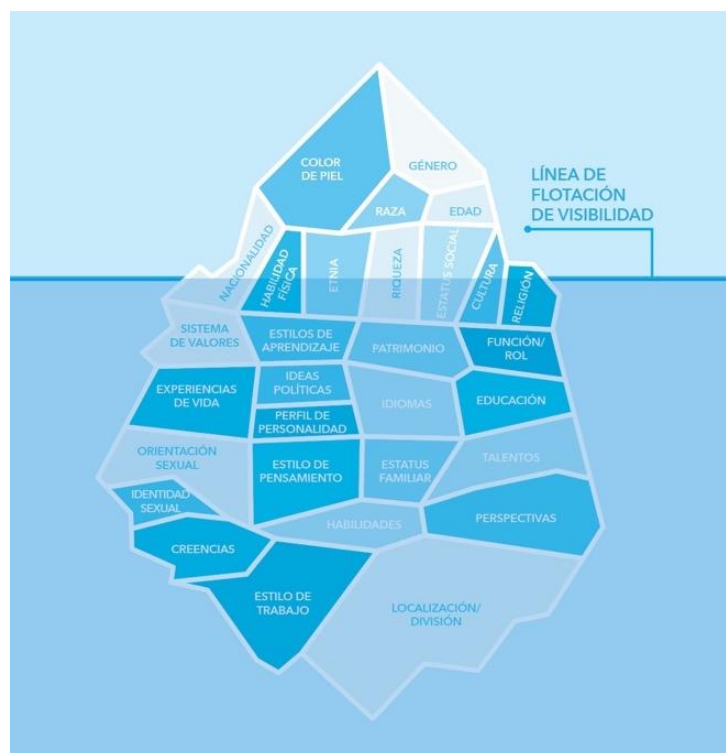 COLOR
DE PIEL
GÉNERO
LÍNEA DE
FLOTACIÓN
DE VISIBILIDAD
RAZA
EDAD
NACIONALIDAD
HABILIDAD
FÍSICA
ETNIA
RIQUEZA
ESTATUS SOCIAL
CULTURA
RELIGIÓN
SISTEMA
DE VALORES
ESTILOS DE
APRENDIZAJE
PATRIMONIO
FUNCIÓN/
ROL
EXPERIENCIAS
DE VIDA
IDEAS
POLÍTICAS
PERFIL DE
PERSONALIDAD
IDIOMAS
EDUCACIÓN
ORIENTACIÓN
SEXUAL
ESTILO DE
PENSAMIENTO
ESTATUS
FAMILIAR
TALENTOS
IDENTIDAD
SEXUAL
HABILIDADES
PERSPECTIVAS
CREENCIAS
ESTILO DE
TRABAJO
LOCALIZACIÓN/
DIVISIÓN